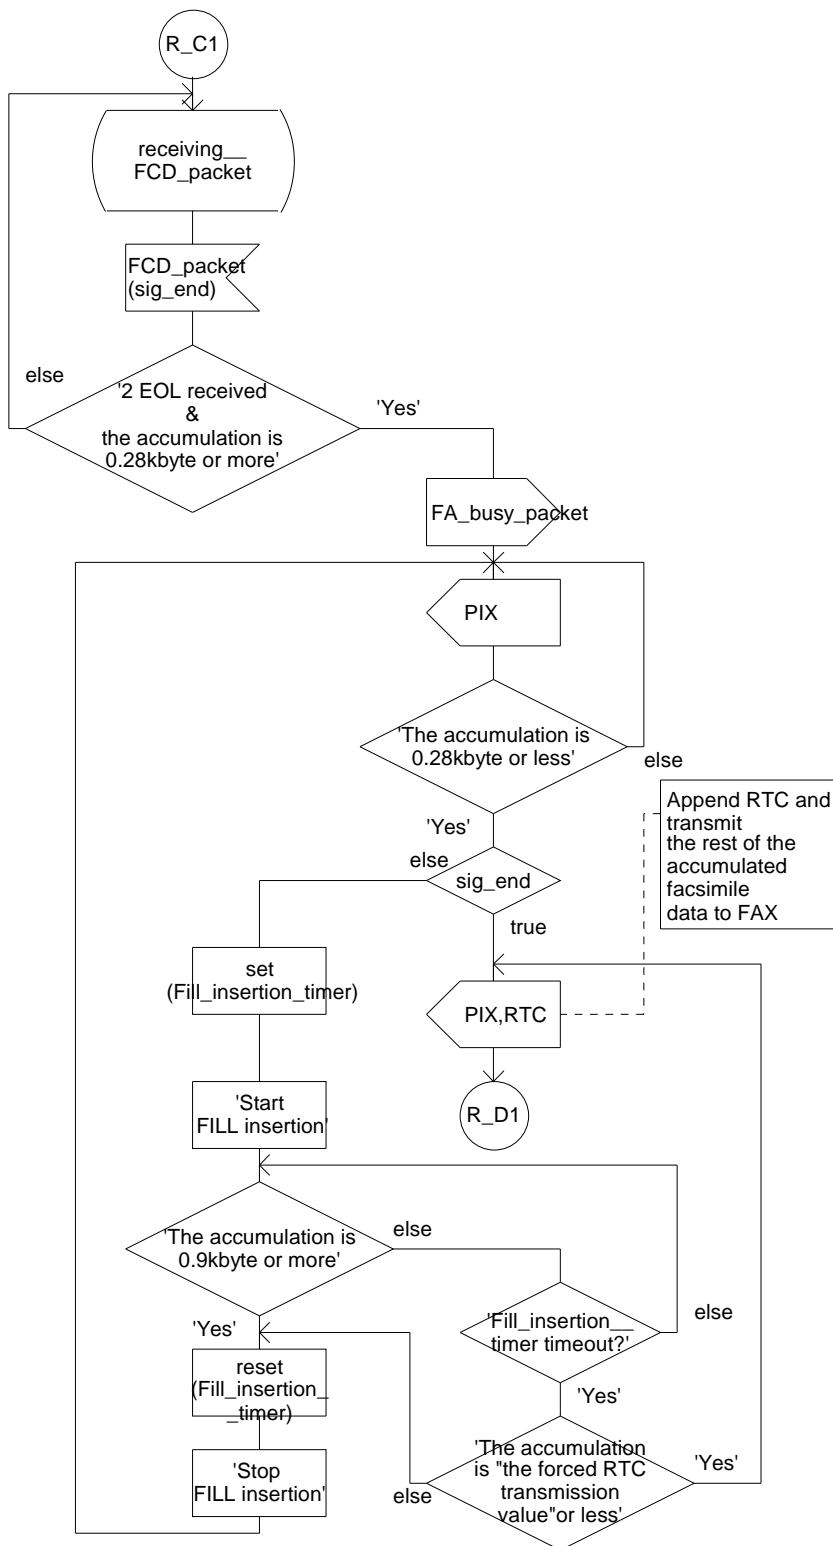 R_C1
receiving__
FCD_packet
FCD_packet
(sig_end)
else
'2 EOL received
&
the accumulation is
0.28kbyte or more'
'Yes'
FA_busy_packet
PIX
'The accumulation is
0.28kbyte or less'
else
'Yes'
Append RTC and
transmit
the rest of the
accumulated
facsimile
data to FAX
else
sig_end
true
set
(Fill_insertion_timer)
PIX,RTC
'Start
FILL insertion'
R_D1
'The accumulation is
0.9kbyte or more'
else
'Fill_insertion__
timer timeout?'
else
'Yes'
reset
(Fill_insertion_
_timer)
'Yes'
'The accumulation
is "the forced RTC
transmission
value"or less'
'Yes'
else
'Stop
FILL insertion'